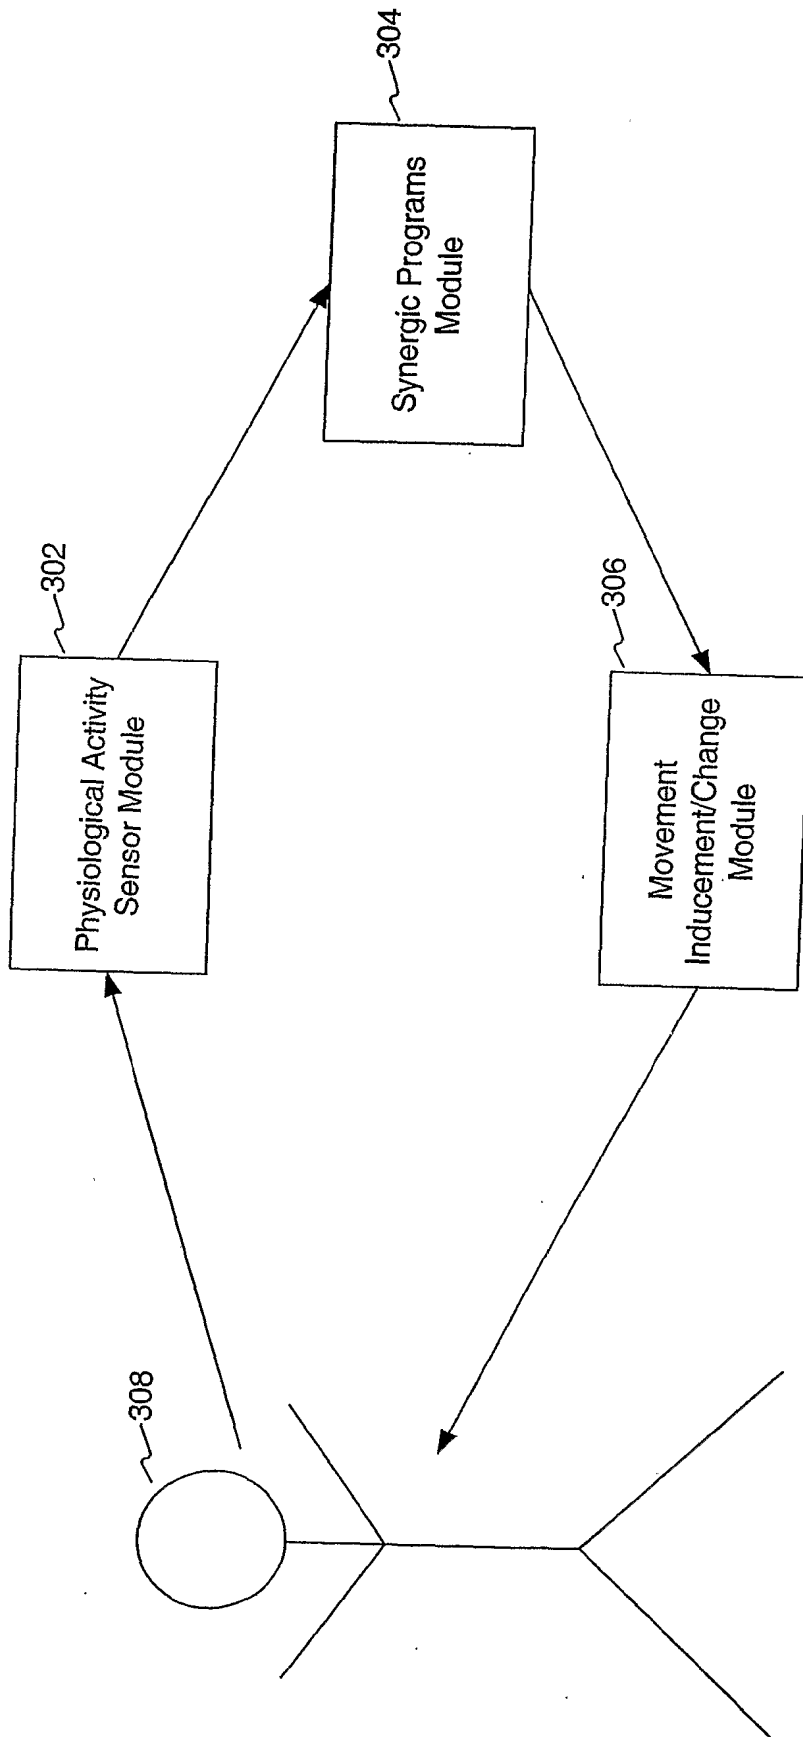 308
302
Physiological Activity
Sensor Module
304
Synergic Programs
Module
306
Movement
Inducement/Change
Module